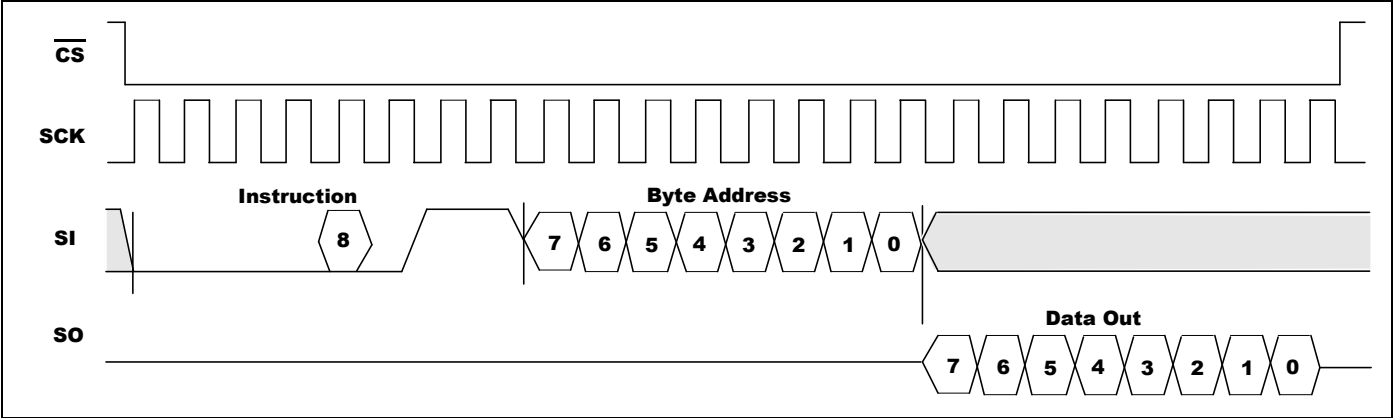 CS
SCK
Instruction Byte Address
SI 8 7 6 5 4 3 2 1 0
Data Out
SO 7 6 5 4 3 2 1 0